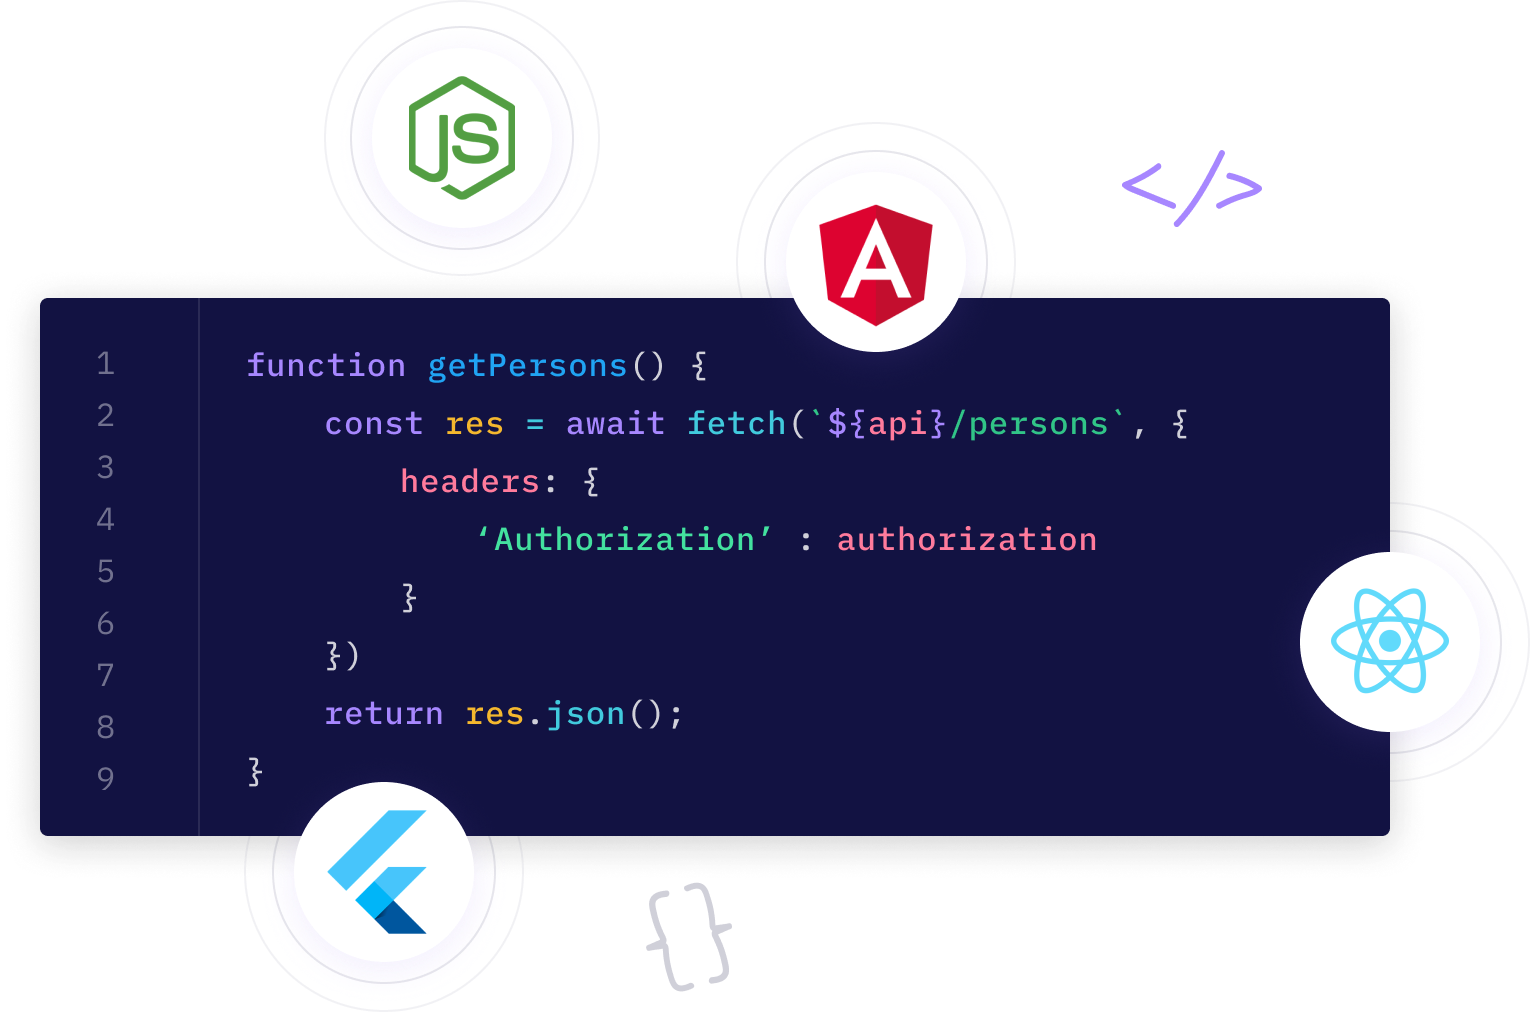 JS
A
</>
1
function getPersons() {
2
const res = await fetch(`${api}/persons`, {
3
headers: {
4
‘Authorization’ : authorization
5
}
6
})
7
return res.json();
8
}
9
{}